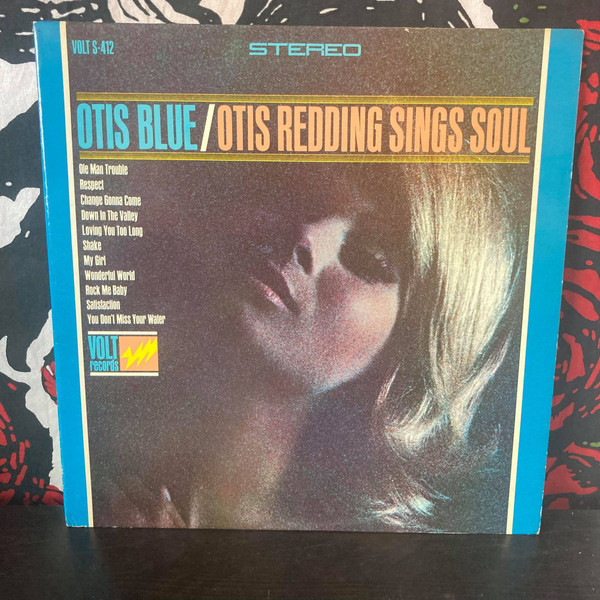 VOLT S-412
STEREO
OTIS BLUE/OTIS REDDING SINGS SOUL
Ole Man Trouble
Respect
Change Gonna Come
Down In The Valley
Loving You Too Long
Shake
My Girl
Wonderful World
Rock Me Baby
Satisfaction
You Don't Miss Your Water
VOLT
records